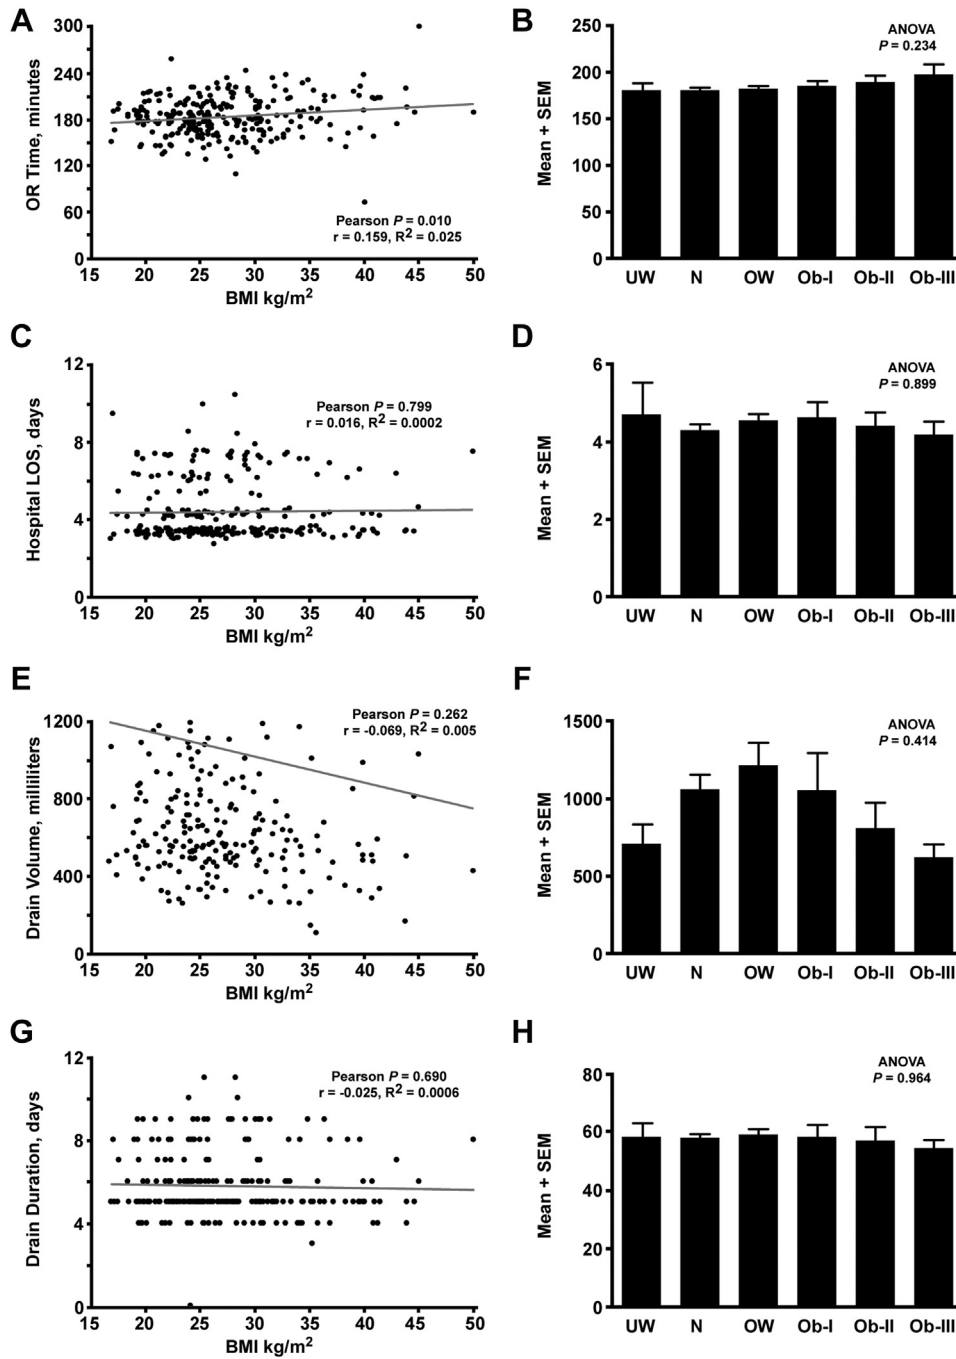 A
OR Time, minutes
300
240
180
120
60
0
15 20 25 30 35 40 45 50
BMI kg/m2
Pearson P = 0.010
r = 0.159, R2 = 0.025
B
Mean + SEM
250
200
150
100
50
0
UW N OW Ob-I Ob-II Ob-III
ANOVA
P = 0.234
C
Hospital LOS, days
12
8
4
0
15 20 25 30 35 40 45 50
BMI kg/m2
Pearson P = 0.799
r = 0.016, R2 = 0.0002
D
Mean + SEM
6
4
2
0
UW N OW Ob-I Ob-II Ob-III
ANOVA
P = 0.899
E
Drain Volume, milliliters
1200
800
400
0
15 20 25 30 35 40 45 50
BMI kg/m2
Pearson P = 0.262
r = -0.069, R2 = 0.005
F
Mean + SEM
1500
1000
500
0
UW N OW Ob-I Ob-II Ob-III
ANOVA
P = 0.414
G
Drain Duration, days
12
8
4
0
15 20 25 30 35 40 45 50
BMI kg/m2
Pearson P = 0.690
r = -0.025, R2 = 0.0006
H
Mean + SEM
80
60
40
20
0
UW N OW Ob-I Ob-II Ob-III
ANOVA
P = 0.964